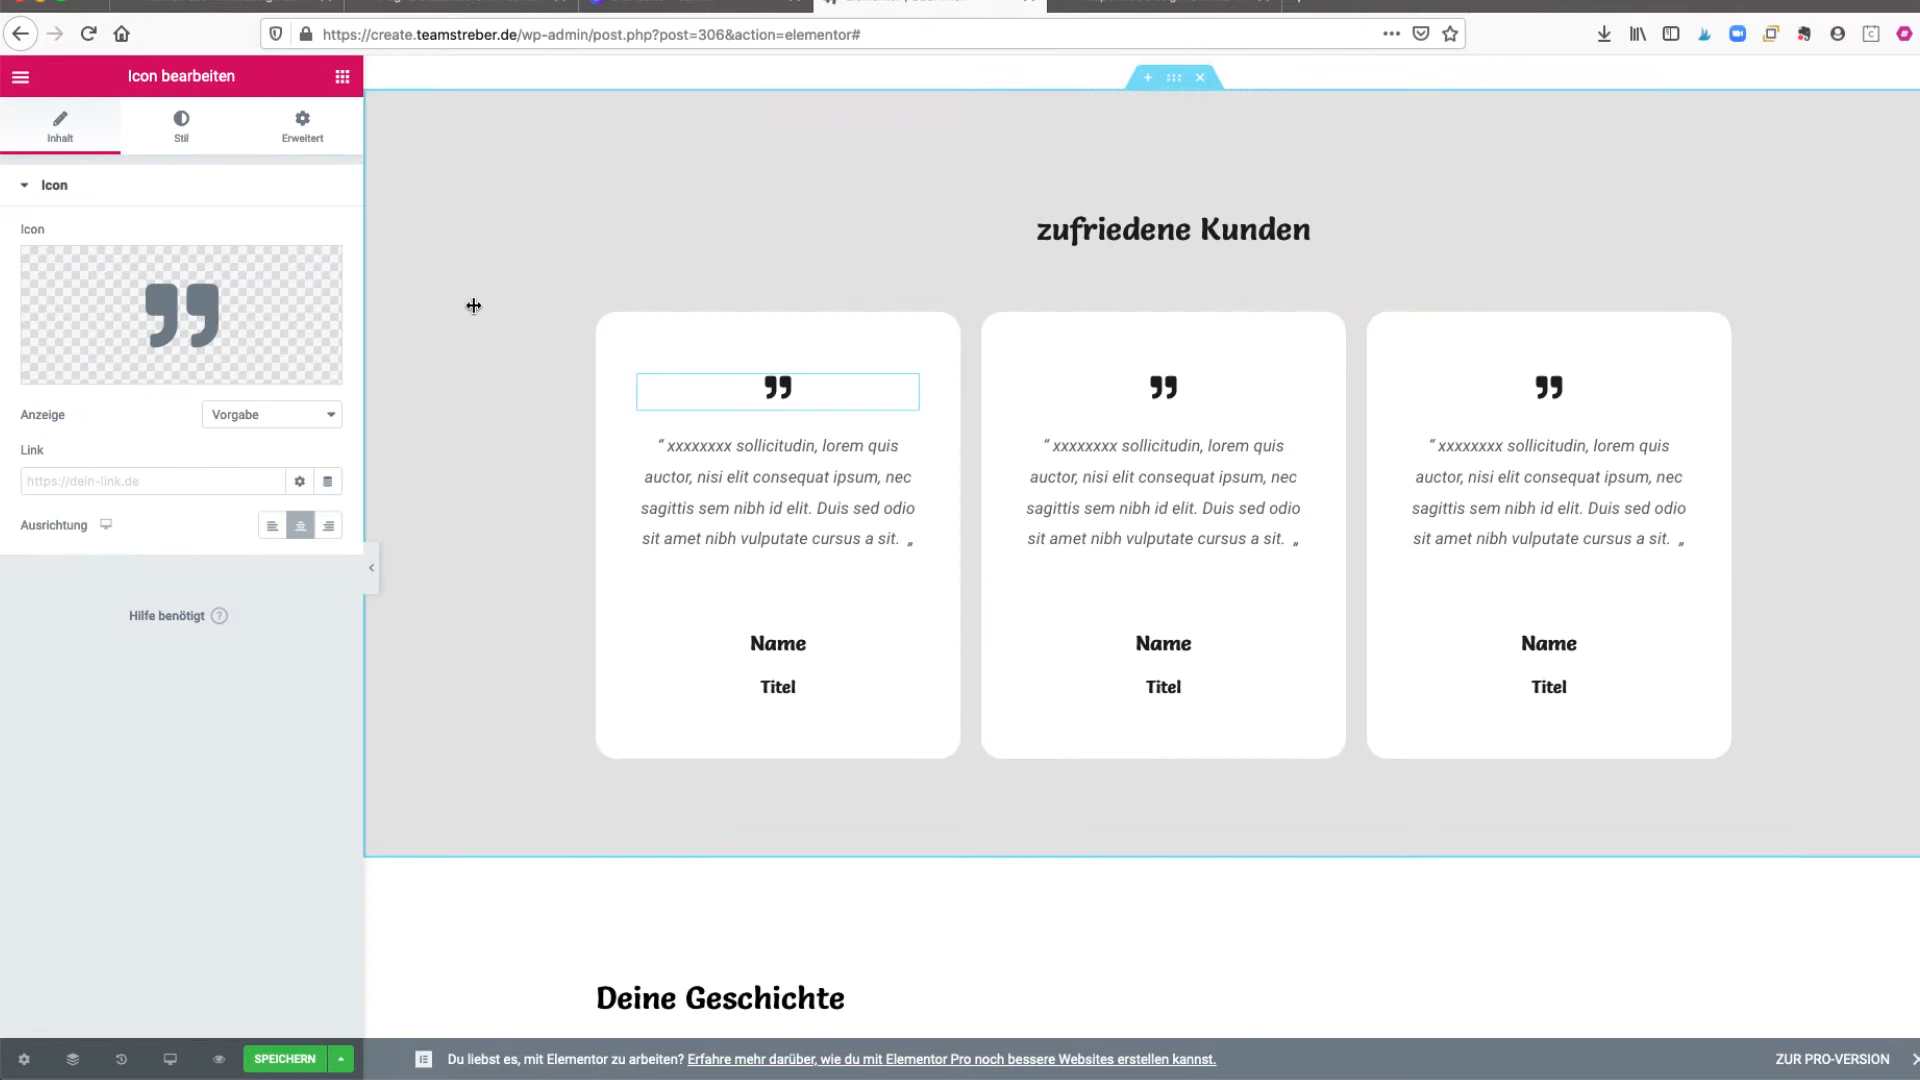 https://create.teamstreber.de/wp-admin/post.php?post=306&action=elementor#
Icon bearbeiten
Inhalt
Stil
Erweitert
Icon
Icon
Anzeige
Vorgabe
Link
https://dein-link.de
Ausrichtung
Hilfe benötigt
zufriedene Kunden
“ xxxxxxxx sollicitudin, lorem quis
auctor, nisi elit consequat ipsum, nec
sagittis sem nibh id elit. Duis sed odio
sit amet nibh vulputate cursus a sit. „
Name
Titel
“ xxxxxxxx sollicitudin, lorem quis
auctor, nisi elit consequat ipsum, nec
sagittis sem nibh id elit. Duis sed odio
sit amet nibh vulputate cursus a sit. „
Name
Titel
“ xxxxxxxx sollicitudin, lorem quis
auctor, nisi elit consequat ipsum, nec
sagittis sem nibh id elit. Duis sed odio
sit amet nibh vulputate cursus a sit. „
Name
Titel
Deine Geschichte
SPEICHERN
Du liebst es, mit Elementor zu arbeiten? Erfahre mehr darüber, wie du mit Elementor Pro noch bessere Websites erstellen kannst.
ZUR PRO-VERSION